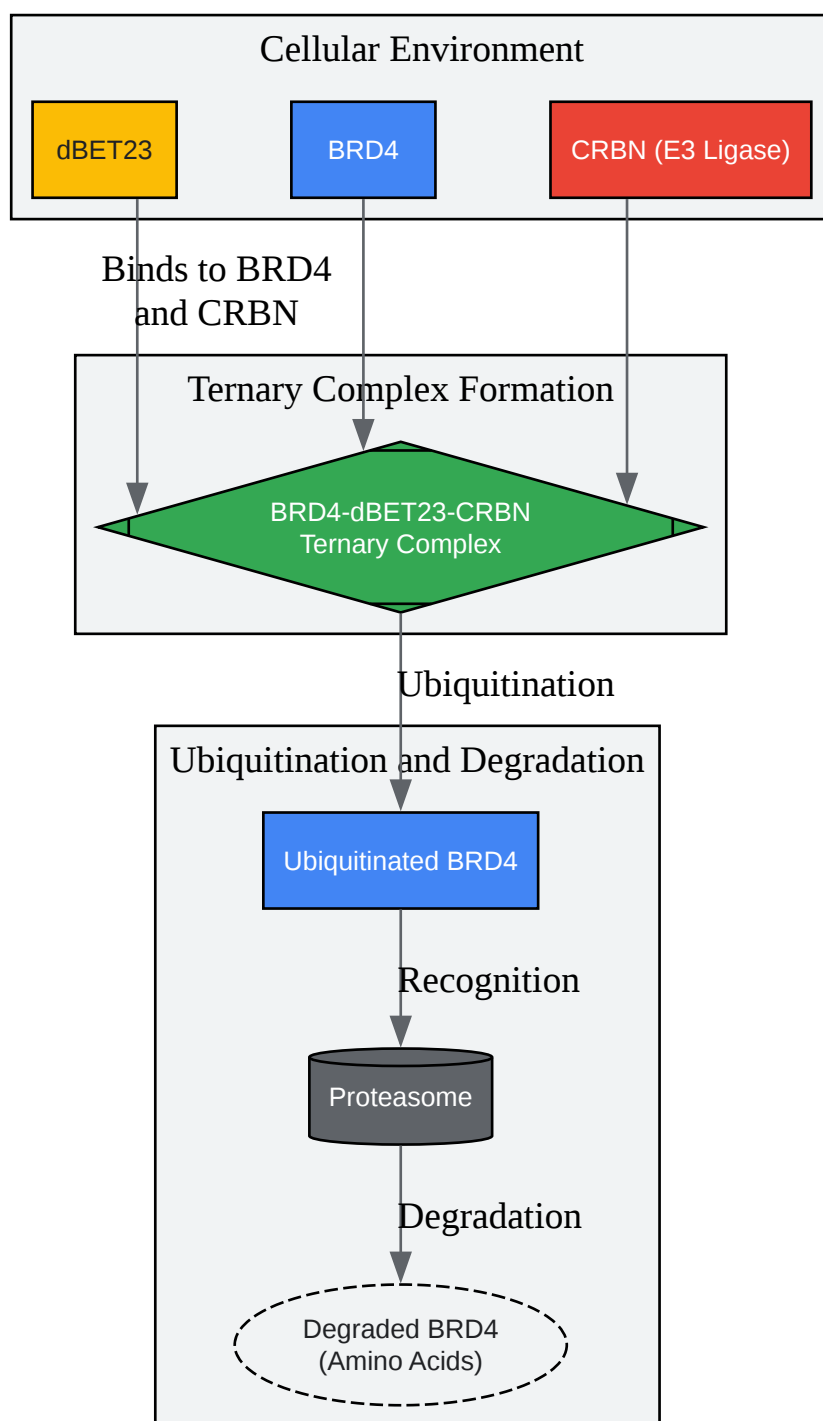 Cellular Environment
dBET23
BRD4
CRBN (E3 Ligase)
Binds to BRD4
and CRBN
Ternary Complex Formation
BRD4-dBET23-CRBN
Ternary Complex
Ubiquitination
Ubiquitination and Degradation
Ubiquitinated BRD4
Recognition
Proteasome
Degradation
Degraded BRD4
(Amino Acids)